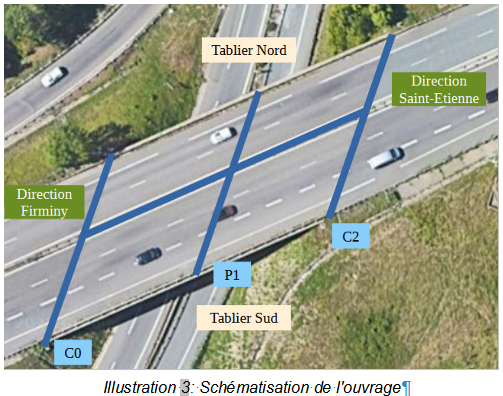 Tablier Nord
Direction
Saint-Etienne
Direction
Firminy
C2
P1
Tablier Sud
C0
Illustration 3: Schématisation de l'ouvrage¶